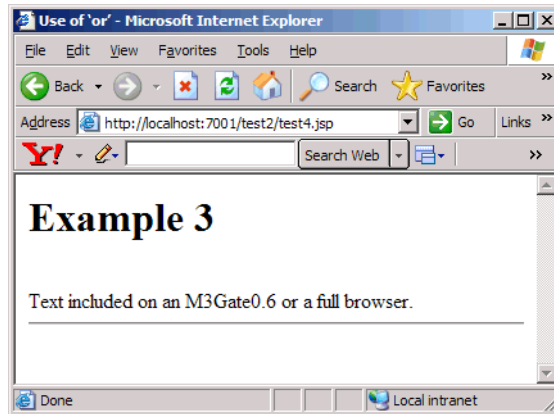 Use of 'or' - Microsoft Internet Explorer
File Edit View Favorites Tools Help
Back Search Favorites »
Address http://localhost:7001/test2/test4.jsp Go Links »
Y! Search Web »
Example 3
Text included on an M3Gate0.6 or a full browser.
Done Local intranet